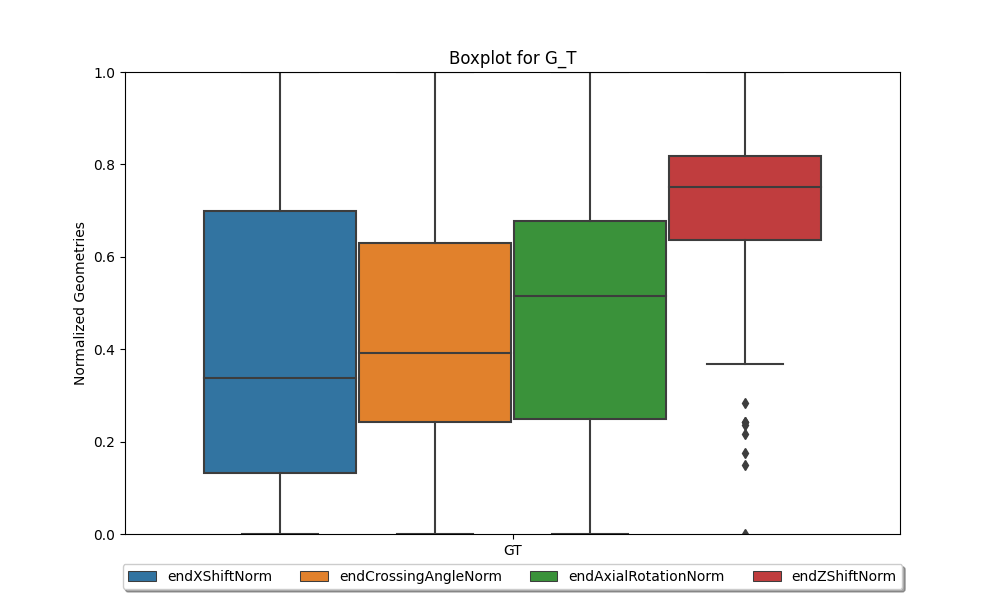 Boxplot for G_T
Normalized Geometries
1.0
0.8
0.6
0.4
0.2
0.0
GT
endXShiftNorm endCrossingAngleNorm endAxialRotationNorm endZShiftNorm